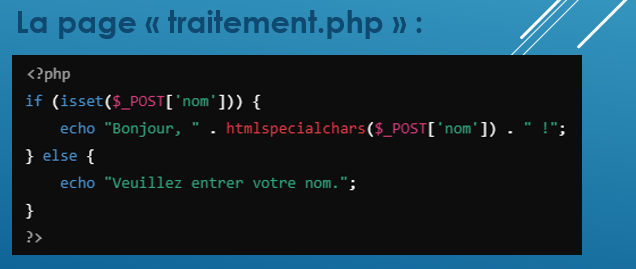 La page « traitement.php » :
<?php
if (isset($_POST['nom'])) {
    echo "Bonjour, " . htmlspecialchars($_POST['nom']) . " !";
} else {
    echo "Veuillez entrer votre nom.";
}
?>